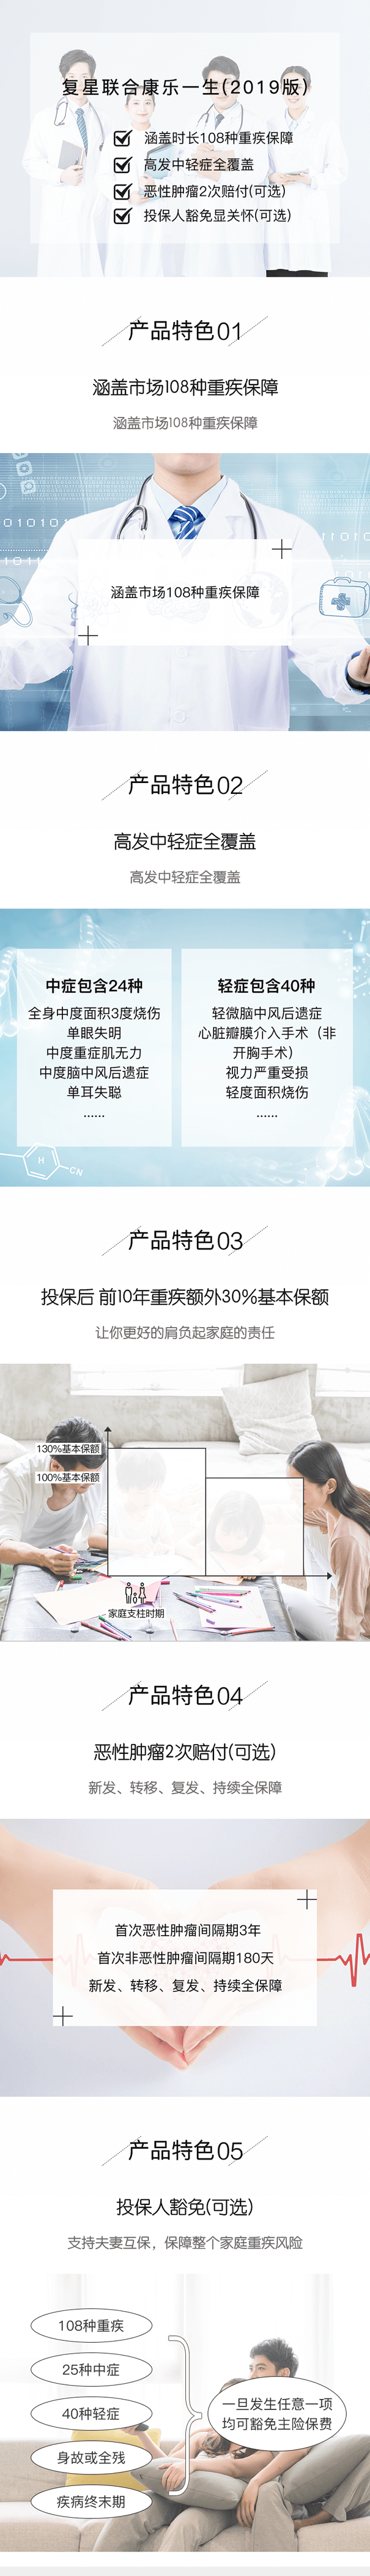 复星联合康乐一生(2019版)
涵盖时长108种重疾保障
高发中轻症全覆盖
恶性肿瘤2次赔付(可选)
投保人豁免显关怀(可选)
产品特色01
涵盖市场108种重疾保障
涵盖市场108种重疾保障
01010
101
1101
涵盖市场108种重疾保障
产品特色02
高发中轻症全覆盖
高发中轻症全覆盖
中症包含24种
全身中度面积3度烧伤
单眼失明
中度重症肌无力
中度脑中风后遗症
单耳失聪
......
轻症包含40种
轻微脑中风后遗症
心脏瓣膜介入手术（非
开胸手术）
视力严重受损
轻度面积烧伤
......
H
CN
产品特色03
投保后 前10年重疾额外30%基本保额
让你更好的肩负起家庭的责任
130%基本保额
100%基本保额
家庭支柱时期
产品特色04
恶性肿瘤2次赔付(可选)
新发、转移、复发、持续全保障
首次恶性肿瘤间隔期3年
首次非恶性肿瘤间隔期180天
新发、转移、复发、持续全保障
产品特色05
投保人豁免(可选)
支持夫妻互保，保障整个家庭重疾风险
108种重疾
25种中症
40种轻症
身故或全残
疾病终末期
一旦发生任意一项
均可豁免主险保费